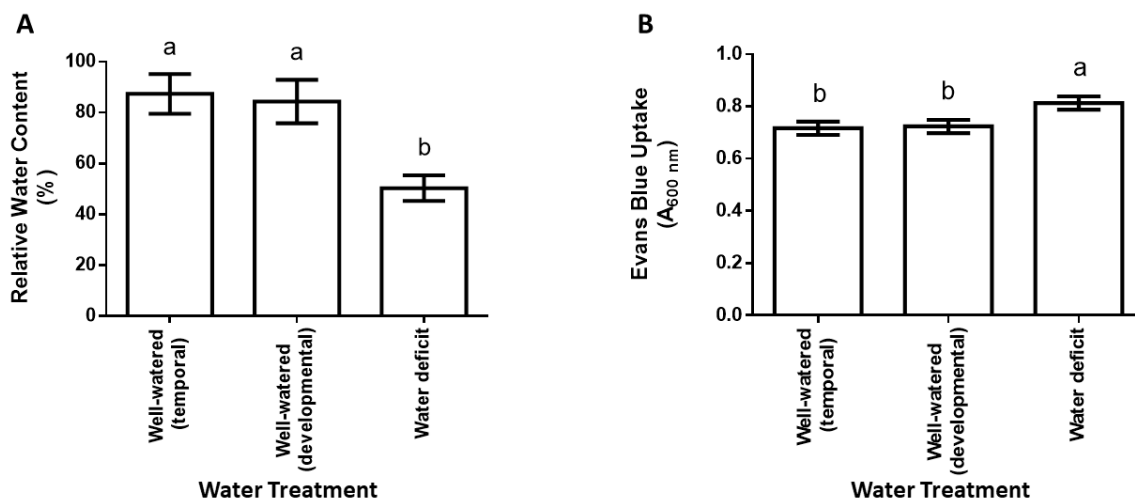 A
Relative Water Content
(%)
100
80
60
40
20
0
a
a
b
Well-watered
(temporal)
Well-watered
(developmental)
Water deficit
Water Treatment
B
Evans Blue Uptake
(A600 nm)
1.0
0.8
0.6
0.4
0.2
0.0
b
b
a
Well-watered
(temporal)
Well-watered
(developmental)
Water deficit
Water Treatment